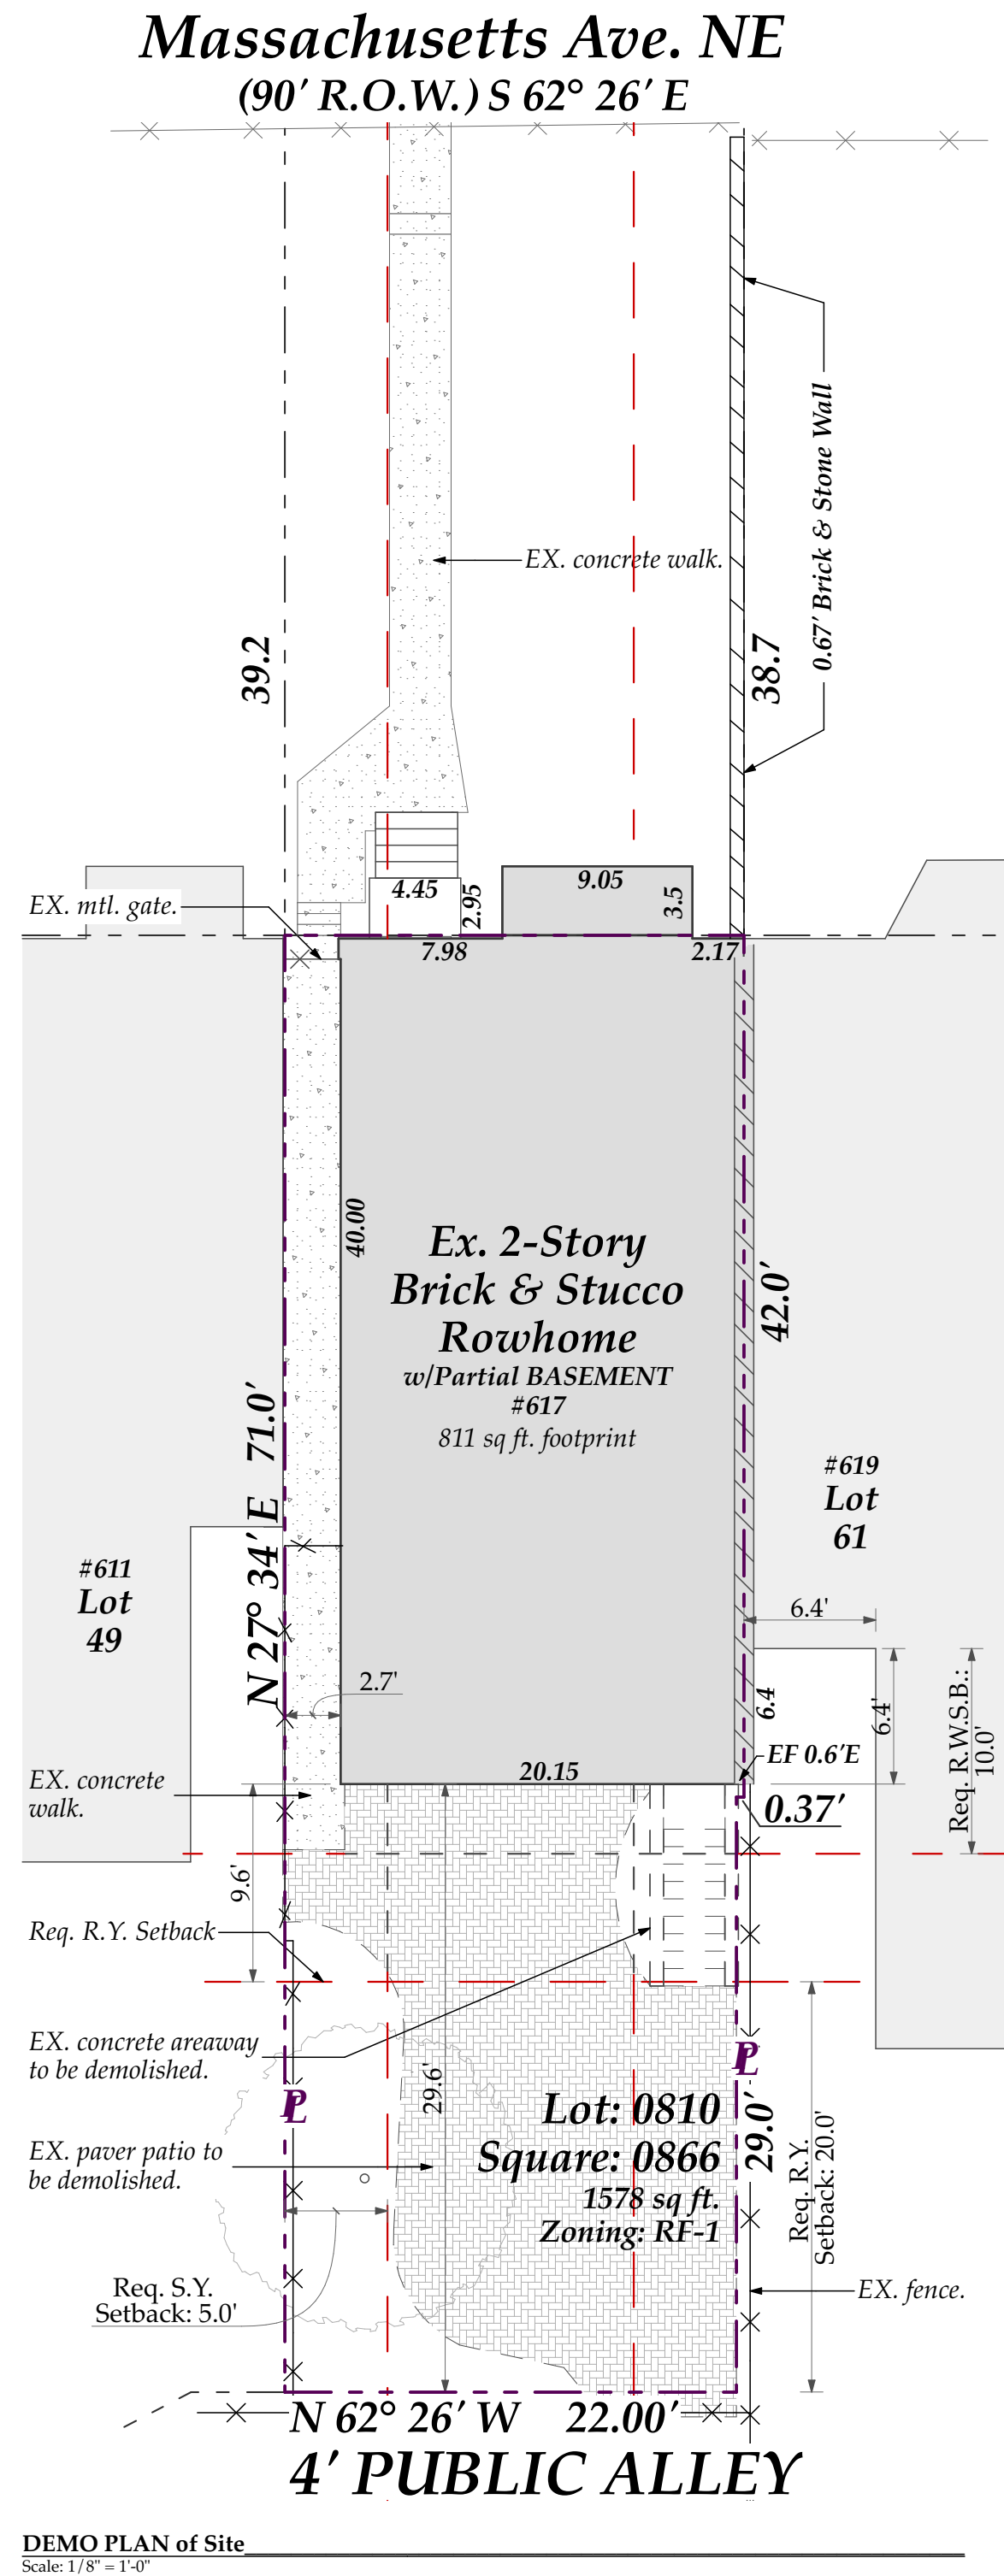 Massachusetts Ave. NE
(90' R.O.W.) S 62° 26' E
0.67' Brick & Stone Wall
EX. concrete walk.
39.2
38.7
EX. mtl. gate.
4.45
2.95
9.05
3.5
7.98
2.17
40.00
Ex. 2-Story
Brick & Stucco
Rowhome
w/Partial BASEMENT
#617
811 sq ft. footprint
42.0'
N 27° 34' E 71.0'
#619
Lot
61
#611
Lot
49
6.4'
2.7'
6.4
6.4'
Req. R.W.S.B.:
10.0'
EF 0.6'E
20.15
EX. concrete
walk.
0.37'
9.6'
Req. R.Y. Setback
EX. concrete areaway
to be demolished.
PL
PL
29.6'
Lot: 0810
Square: 0866
1578 sq ft.
Zoning: RF-1
29.0'
Req. R.Y.
Setback: 20.0'
EX. paver patio to
be demolished.
Req. S.Y.
Setback: 5.0'
EX. fence.
N 62° 26' W 22.00'
4' PUBLIC ALLEY
DEMO PLAN of Site
Scale: 1/8" = 1'-0"